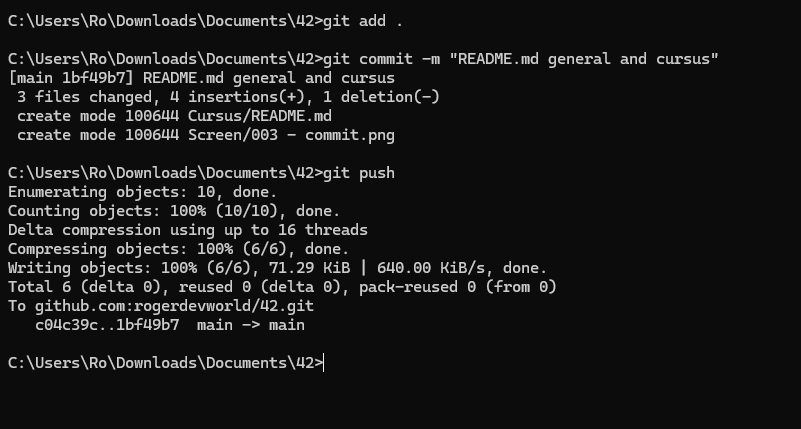 C:\Users\Ro\Downloads\Documents\42>git add .
C:\Users\Ro\Downloads\Documents\42>git commit -m "README.md general and cursus"
[main 1bf49b7] README.md general and cursus
 3 files changed, 4 insertions(+), 1 deletion(-)
 create mode 100644 Cursus/README.md
 create mode 100644 Screen/003 - commit.png
C:\Users\Ro\Downloads\Documents\42>git push
Enumerating objects: 10, done.
Counting objects: 100% (10/10), done.
Delta compression using up to 16 threads
Compressing objects: 100% (6/6), done.
Writing objects: 100% (6/6), 71.29 KiB | 640.00 KiB/s, done.
Total 6 (delta 0), reused 0 (delta 0), pack-reused 0 (from 0)
To github.com:rogerdevworld/42.git
   c04c39c..1bf49b7  main -> main
C:\Users\Ro\Downloads\Documents\42>